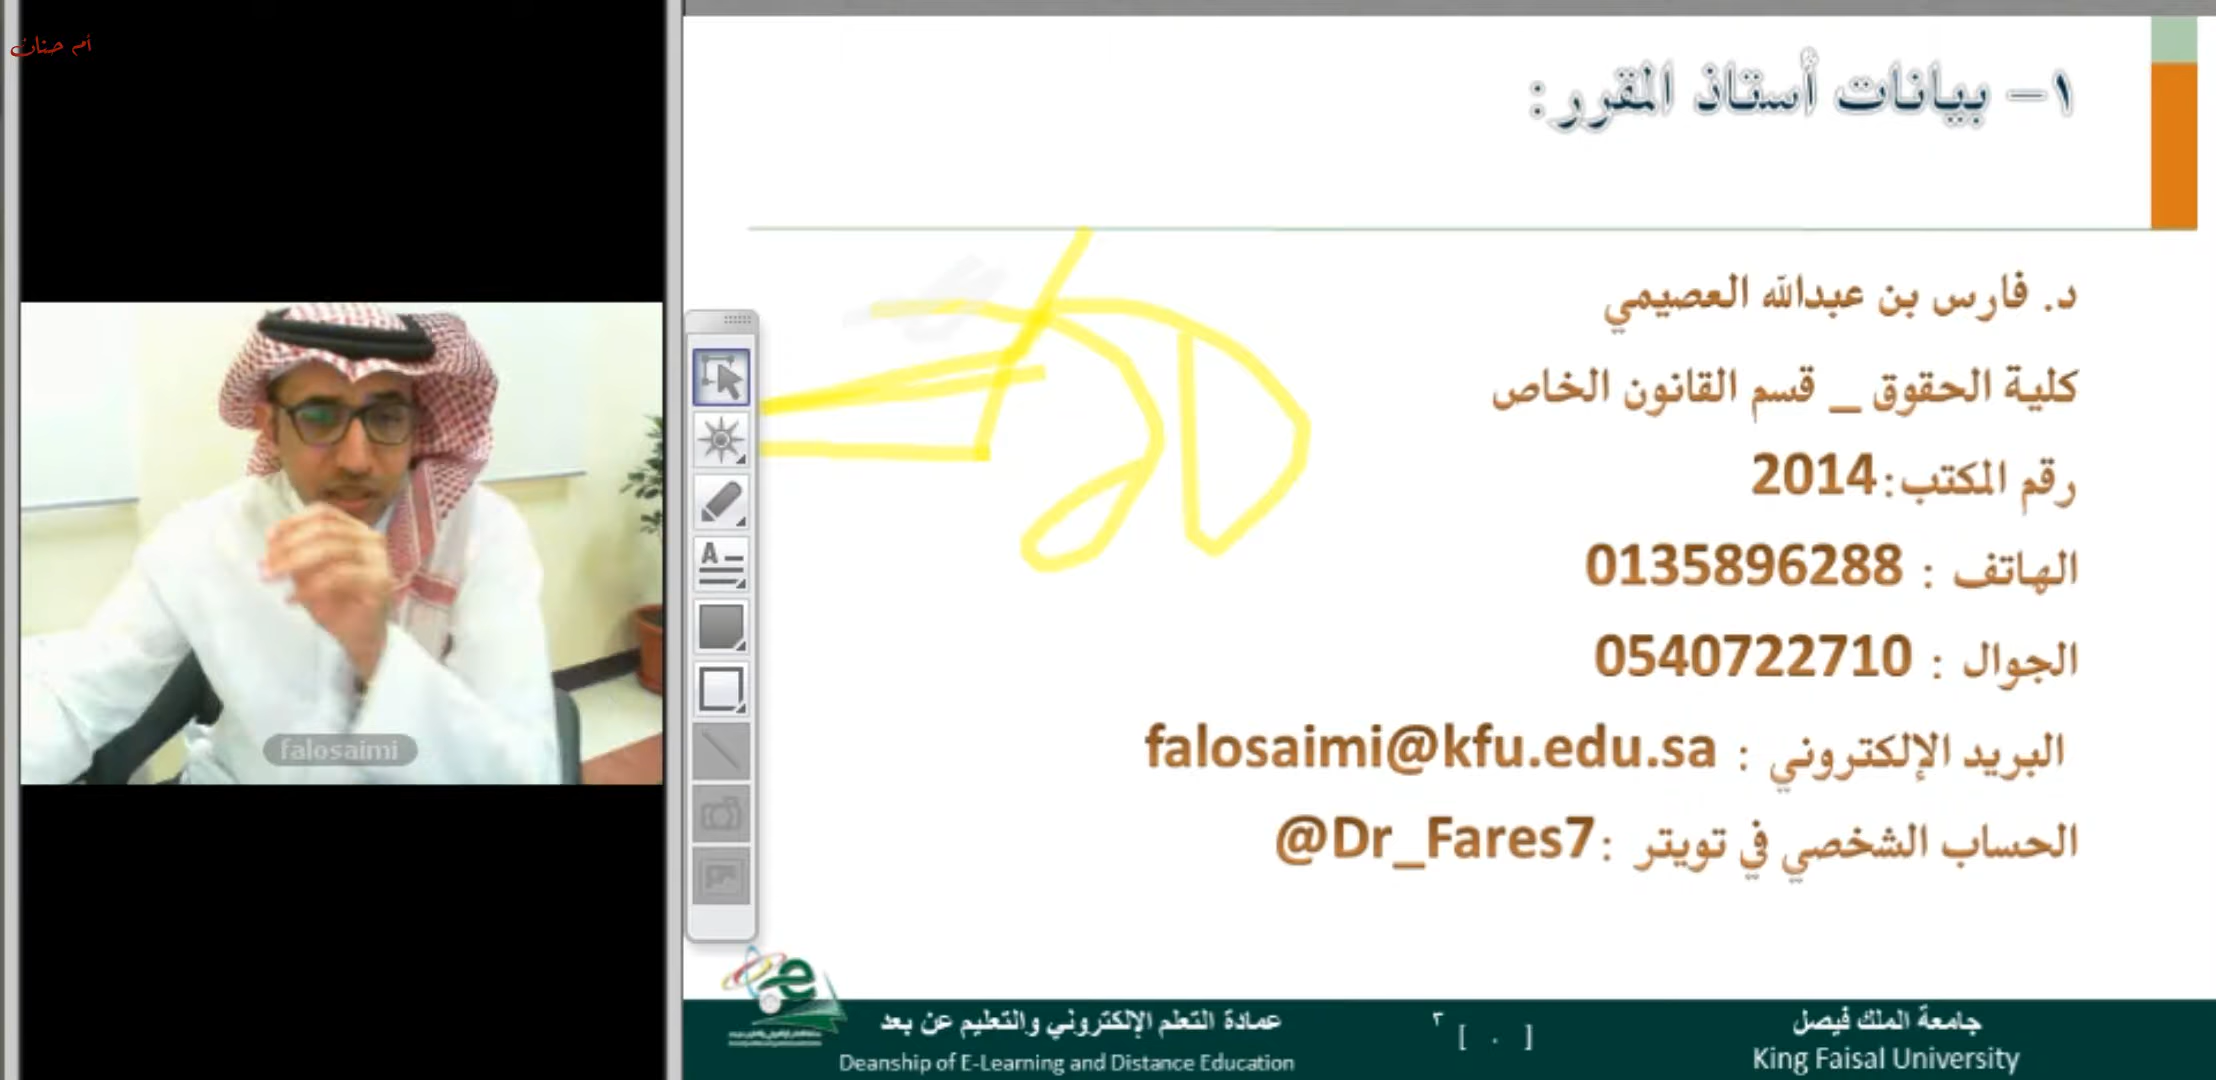 أم حنان
١– بيانات أستاذ المقرر:
د. فارس بن عبدالله العصيمي
كلية الحقوق _ قسم القانون الخاص
رقم المكتب:2014
الهاتف : 0135896288
الجوال : 0540722710
البريد الإلكتروني : falosaimi@kfu.edu.sa
الحساب الشخصي في تويتر :@Dr_Fares7
falosaimi
جامعة الملك فيصل
King Faisal University
٣
[ . ]
عمادة التعلم الإلكتروني والتعليم عن بعد
Deanship of E-Learning and Distance Education